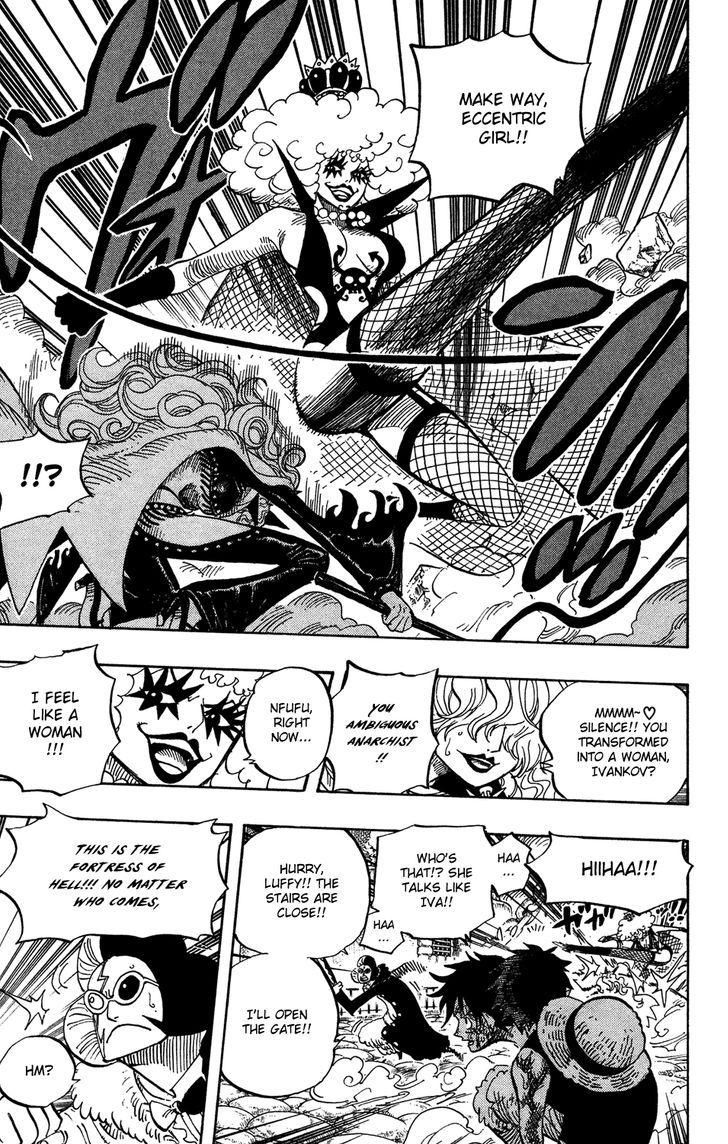 MAKE WAY,
ECCENTRIC
GIRL!!
!!?
MMMM~♡
SILENCE!! YOU
TRANSFORMED
INTO A WOMAN,
IVANKOV?
YOU
AMBIGUOUS
ANARCHIST
!!
NFUFU,
RIGHT
NOW...
I FEEL
LIKE A
WOMAN
!!!
HIIHAA!!!
HAA
...
WHO'S
THAT!? SHE
TALKS LIKE
IVA!!
HAA
...
HURRY,
LUFFY!! THE
STAIRS ARE
CLOSE!!
I'LL OPEN
THE GATE!!
THIS IS THE
FORTRESS OF
HELL!!! NO MATTER
WHO COMES,
HM?